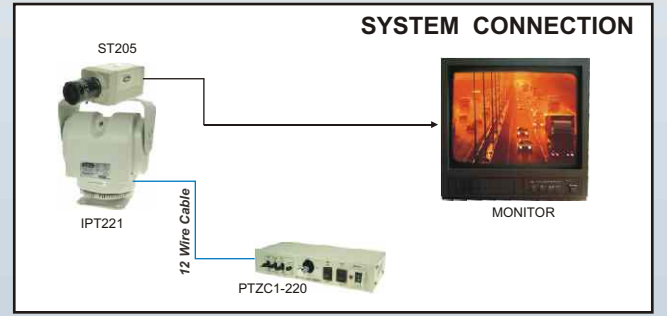 SYSTEM CONNECTION
ST205
IPT221
12 Wire Cable
PTZC1-220
MONITOR